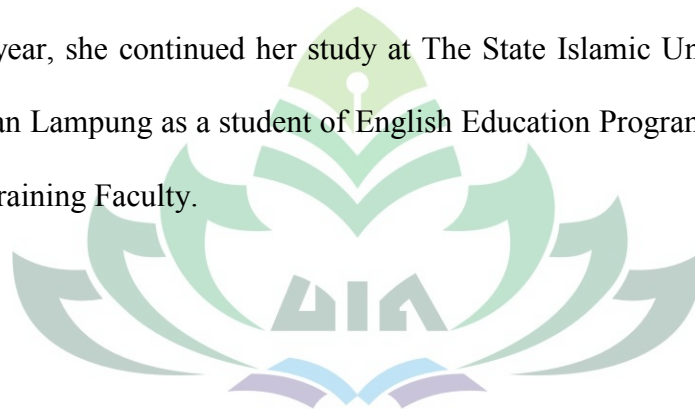 year, she continued her study at The State Islamic Un
an Lampung as a student of English Education Program
raining Faculty.
UIN